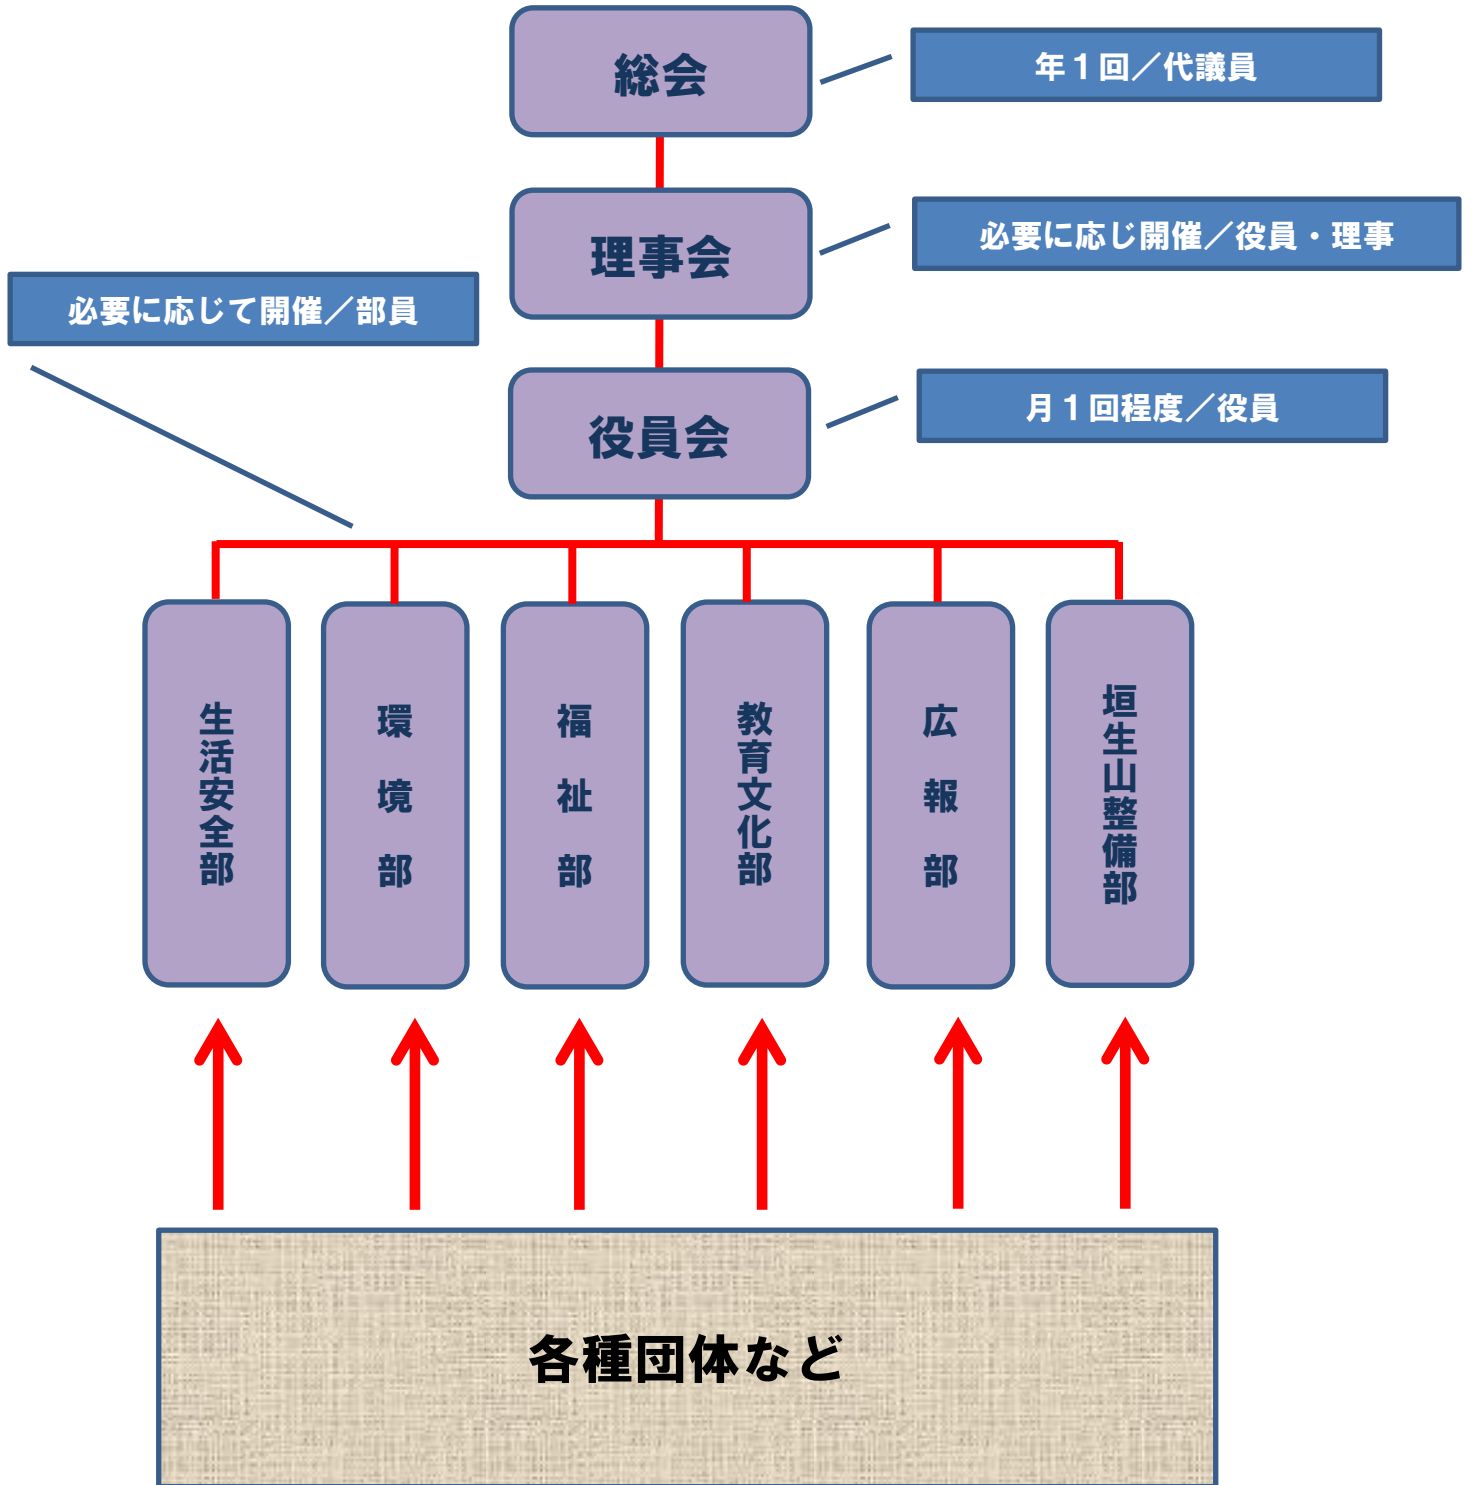 総会
年１回／代議員
理事会
必要に応じ開催／役員・理事
必要に応じて開催／部員
役員会
月１回程度／役員
生活安全部
環境部
福祉部
教育文化部
広報部
垣生山整備部
各種団体など